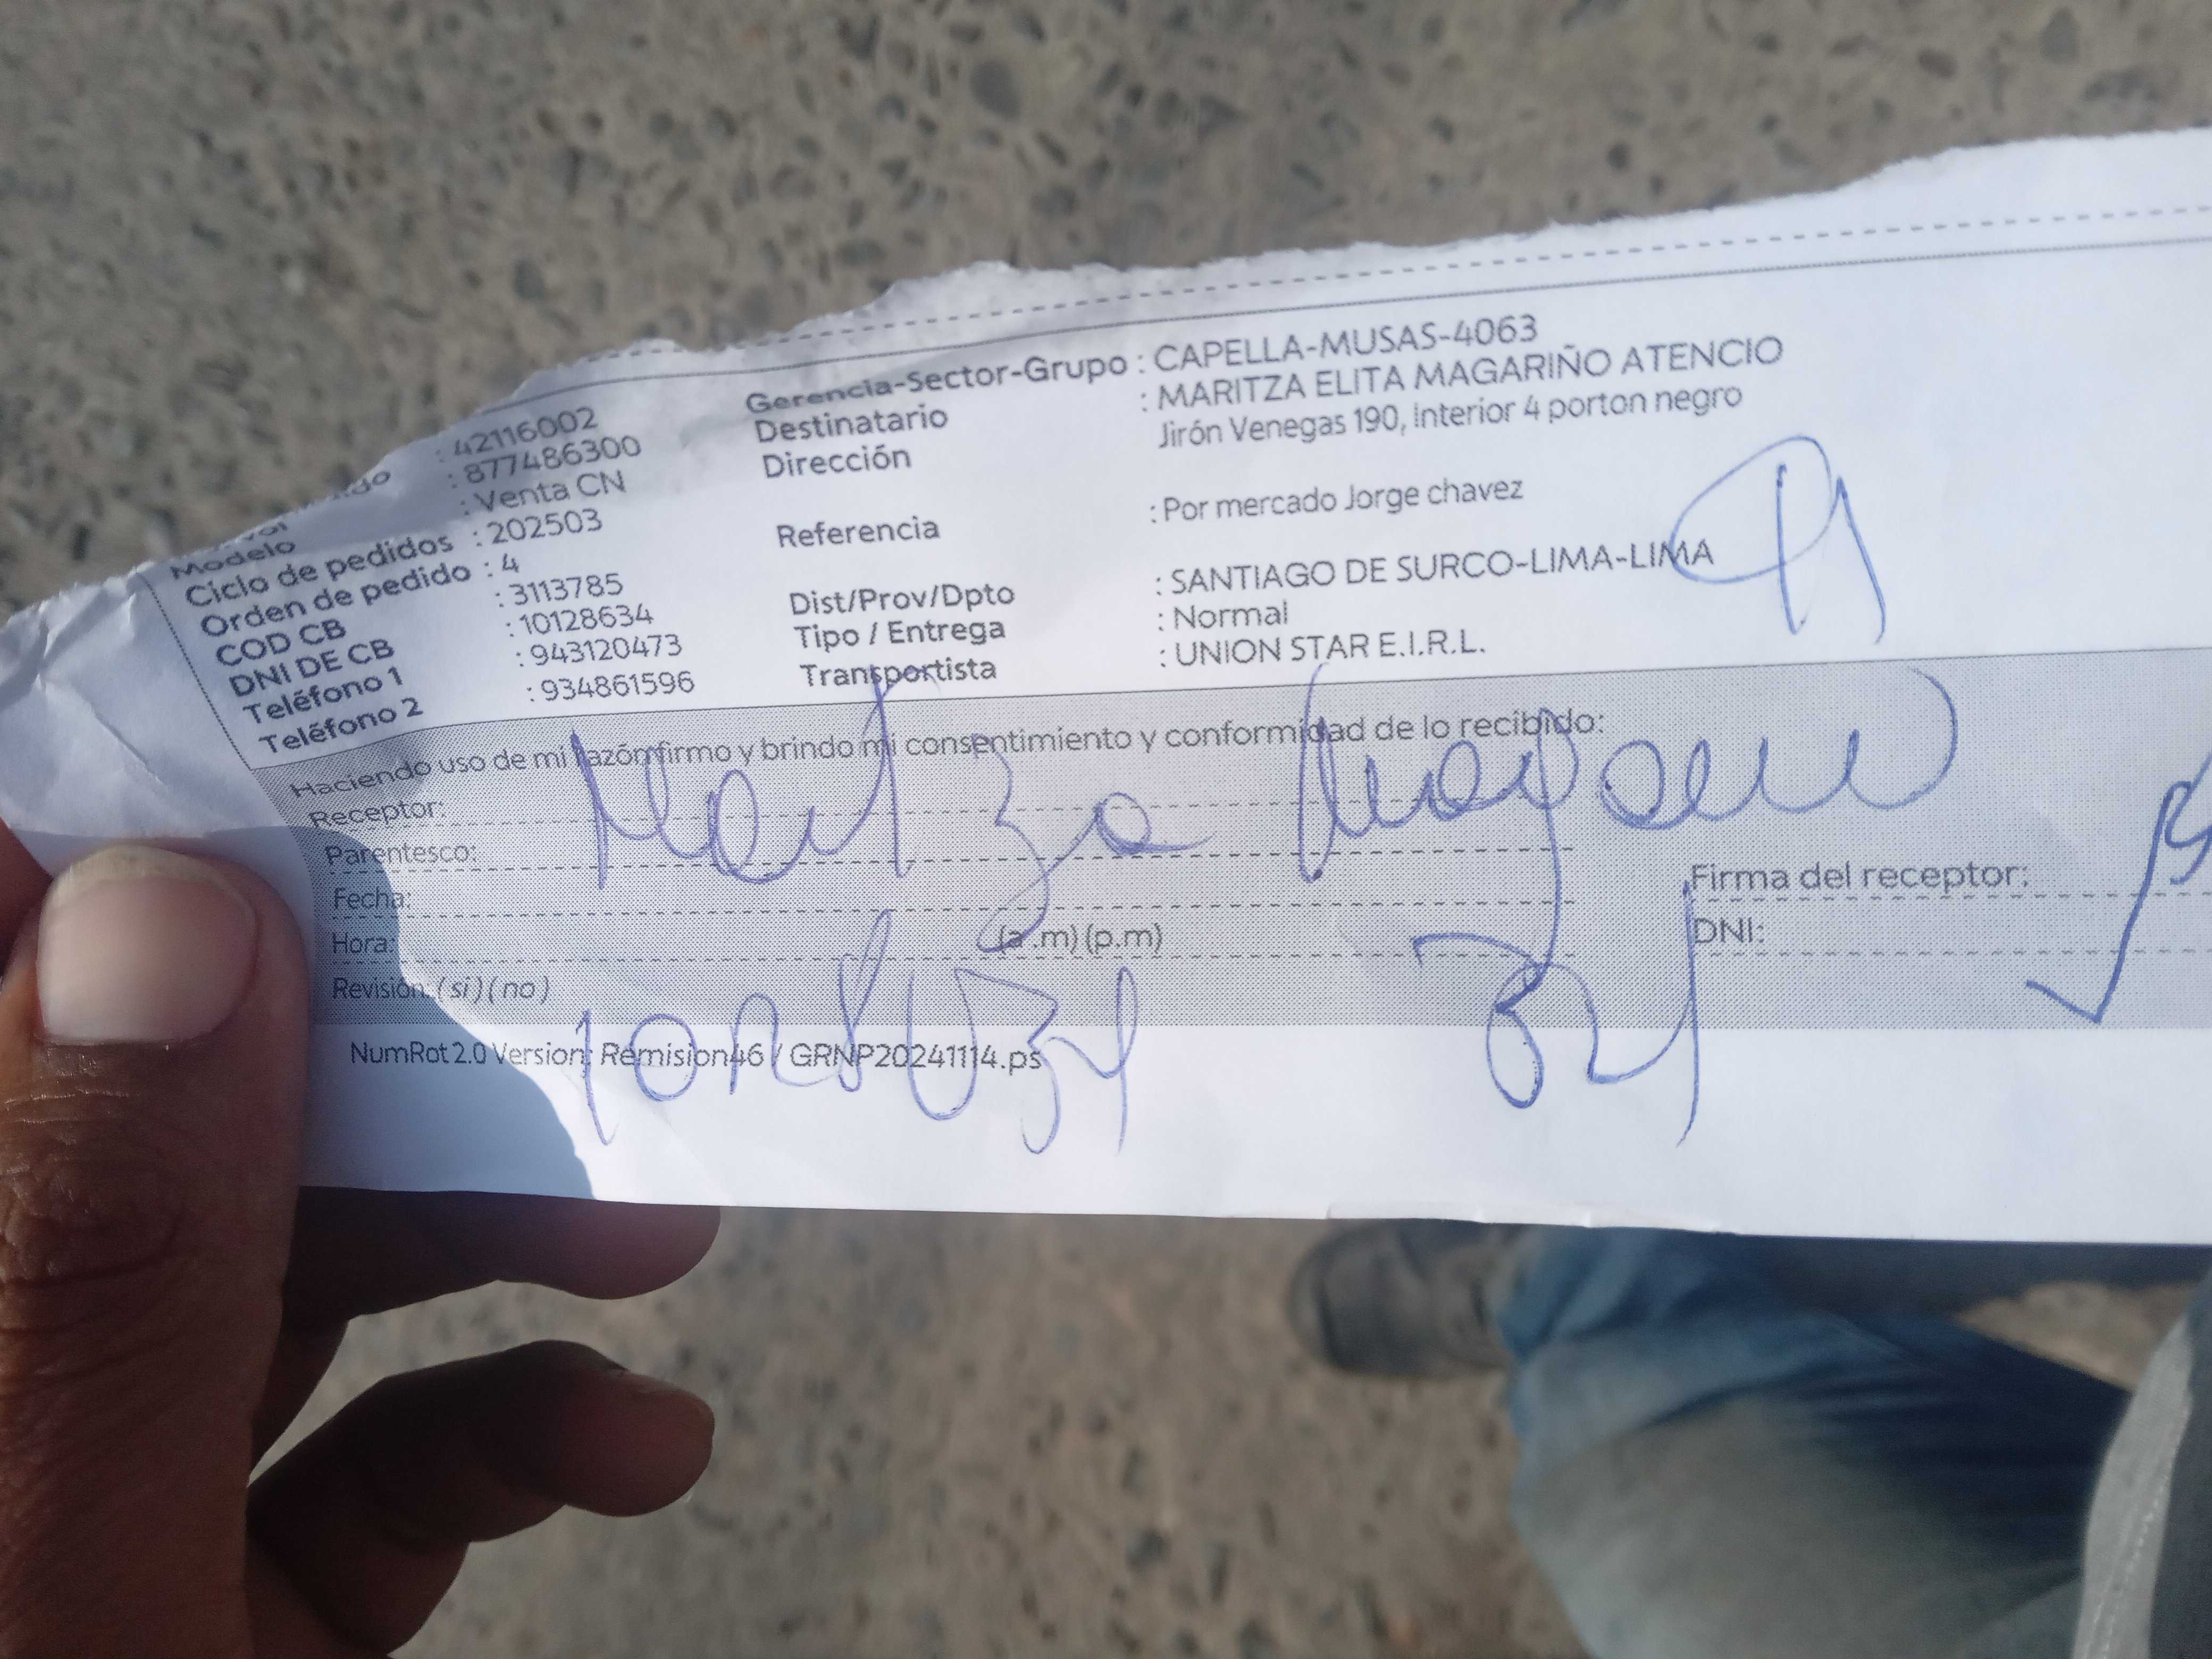 : 42116002
: 877486300
Modelo : Venta CN
Ciclo de pedidos : 202503
Orden de pedido : 4
COD CB : 3113785
DNI DE CB : 10128634
Teléfono 1 : 943120473
Teléfono 2 : 934861596
Gerencia-Sector-Grupo : CAPELLA-MUSAS-4063
Destinatario : MARITZA ELITA MAGARIÑO ATENCIO
Dirección Jirón Venegas 190, Interior 4 porton negro
Referencia : Por mercado Jorge chavez
Dist/Prov/Dpto : SANTIAGO DE SURCO-LIMA-LIMA
Tipo / Entrega : Normal
Transportista : UNION STAR E.I.R.L.
Haciendo uso de mi razón firmo y brindo mi consentimiento y conformidad de lo recibido:
Receptor:
Parentesco:
Fecha:
Hora: (a.m) (p.m)
Revisión: (si) (no)
Firma del receptor:
DNI:
NumRot 2.0 Version: Remision46 / GRNP20241114.ps